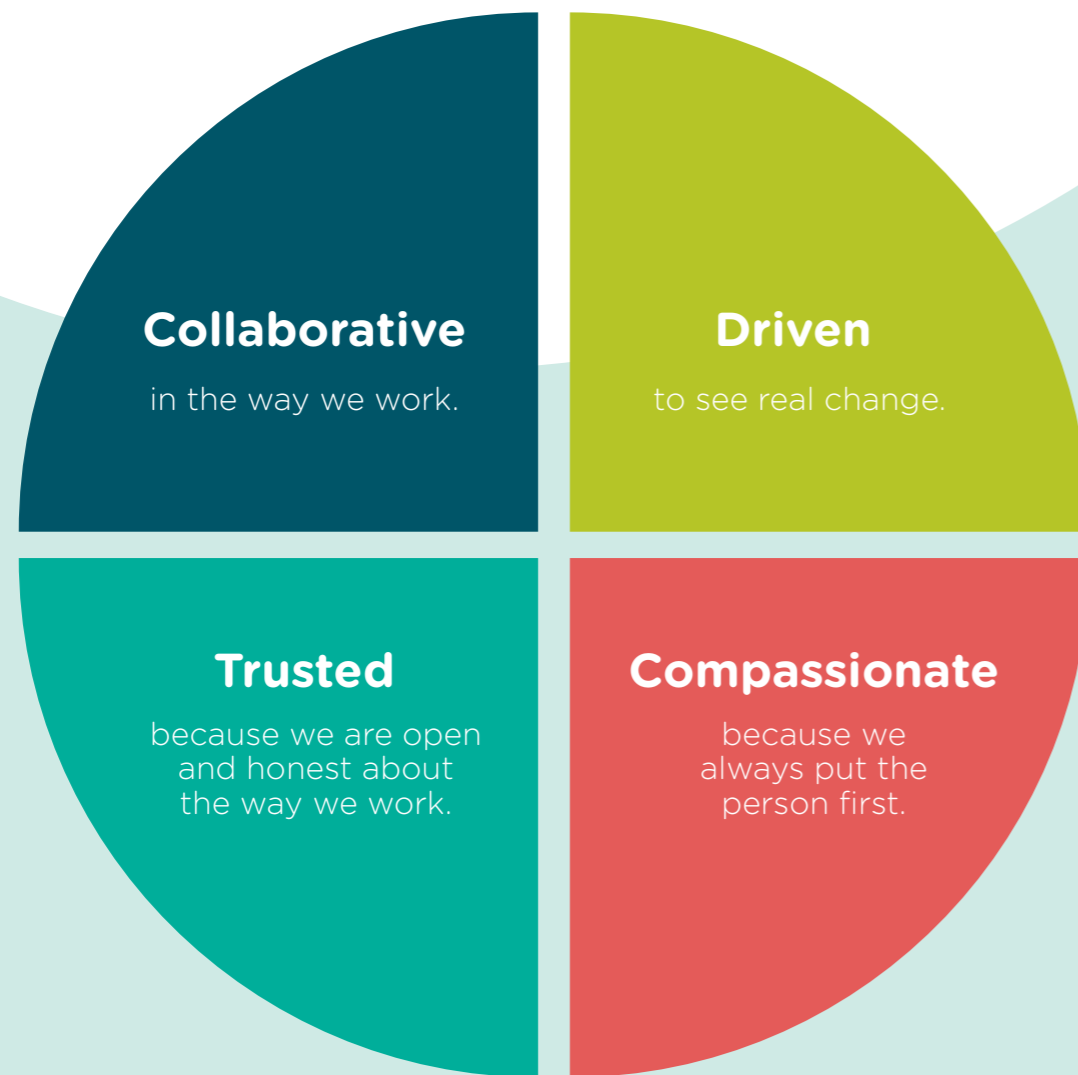 Collaborative
in the way we work.
Driven
to see real change.
Trusted
because we are open
and honest about
the way we work.
Compassionate
because we
always put the
person first.